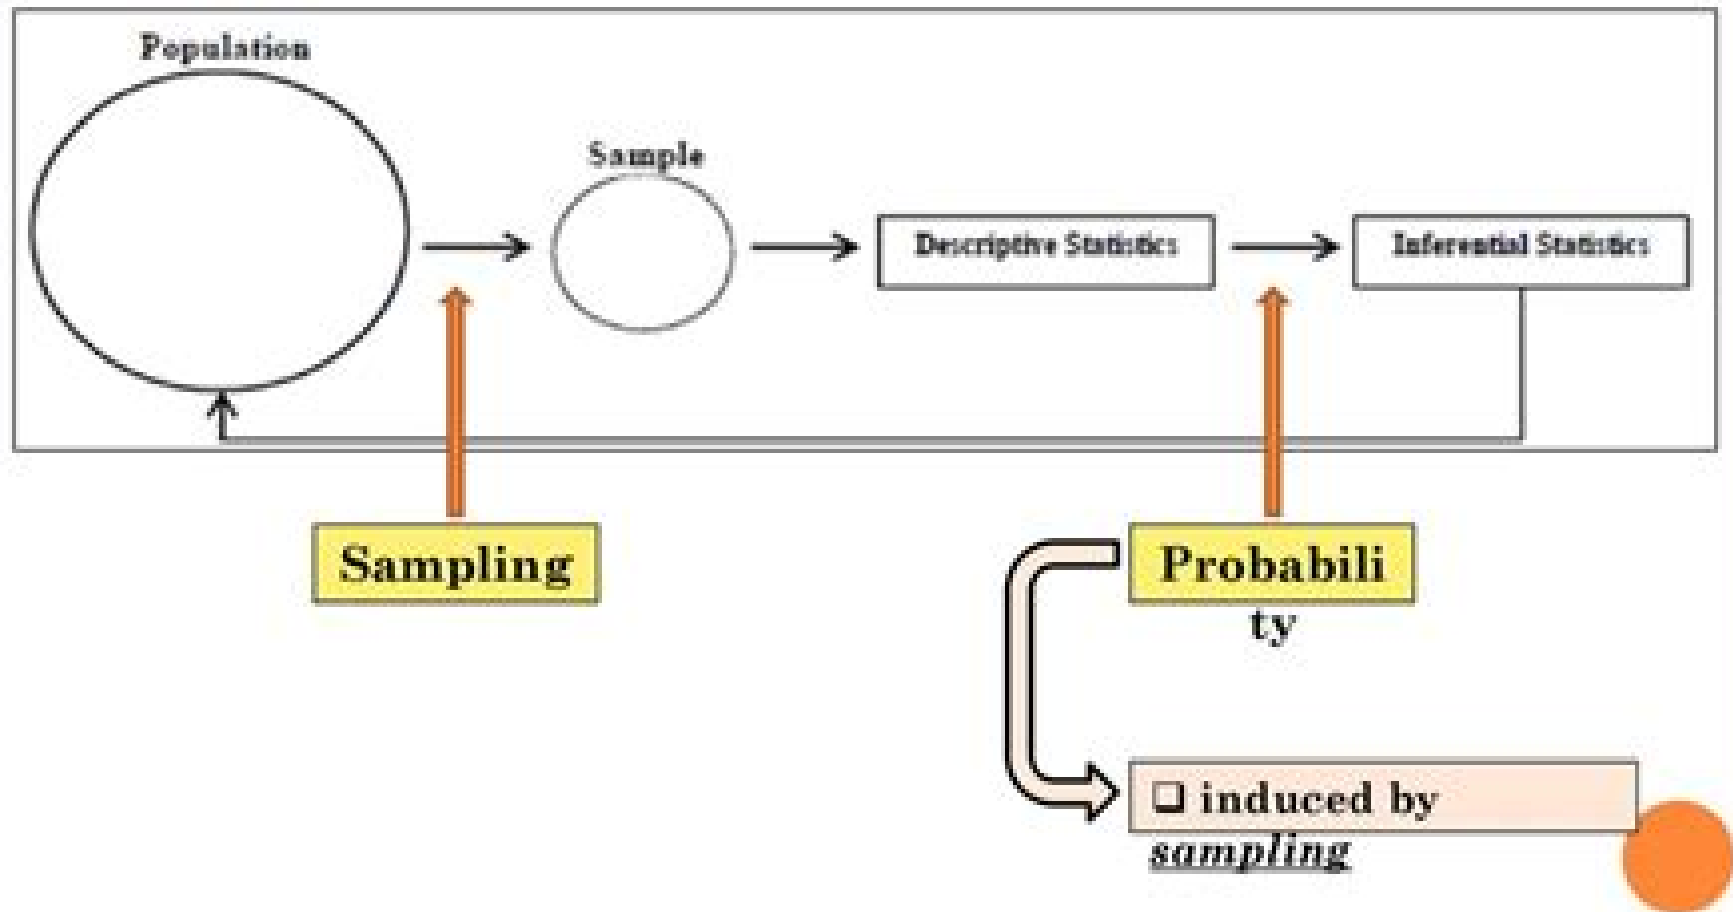 Population
Sample
Descriptive Statistics
Inferential Statistics
Sampling
Probabili
ty
❑ induced by
sampling